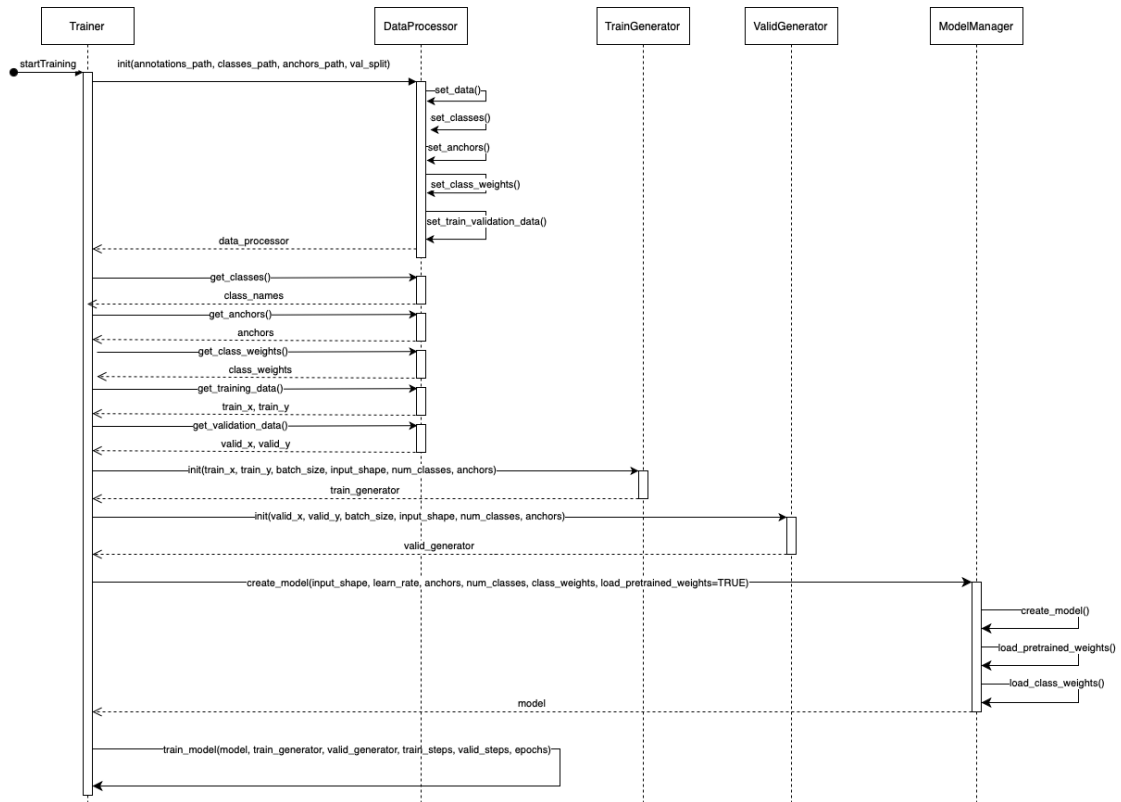 Trainer
DataProcessor
TrainGenerator
ValidGenerator
ModelManager
startTraining
init(annotations_path, classes_path, anchors_path, val_split)
set_data()
set_classes()
set_anchors()
set_class_weights()
set_train_validation_data()
data_processor
get_classes()
class_names
get_anchors()
anchors
get_class_weights()
class_weights
get_training_data()
train_x, train_y
get_validation_data()
valid_x, valid_y
init(train_x, train_y, batch_size, input_shape, num_classes, anchors)
train_generator
init(valid_x, valid_y, batch_size, input_shape, num_classes, anchors)
valid_generator
create_model(input_shape, learn_rate, anchors, num_classes, class_weights, load_pretrained_weights=TRUE)
create_model()
load_pretrained_weights()
load_class_weights()
model
train_model(model, train_generator, valid_generator, train_steps, valid_steps, epochs)